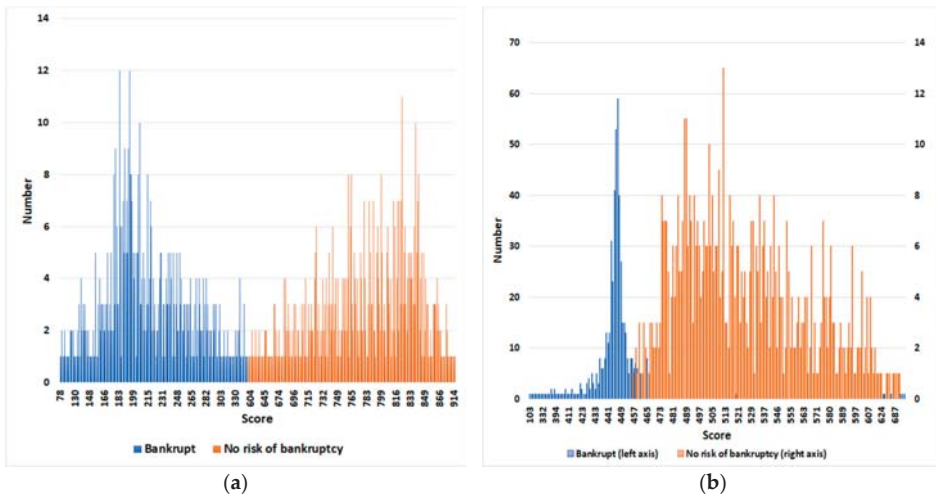 14
12
10
8
6
4
2
0
Number
78 130 148 166 183 199 215 231 248 265 282 303 330 604 645 674 696 715 732 749 765 783 799 816 833 848 866 914
Score
Bankrupt No risk of bankruptcy
(a)
70 14
60 12
50 10
40 8
30 6
20 4
10 2
0 0
Number
103 332 394 411 423 433 441 449 457 465 473 481 489 497 505 513 521 529 537 546 555 563 571 580 589 597 607 624 687
Score
Bankrupt (left axis) No risk of bankruptcy (right axis)
(b)